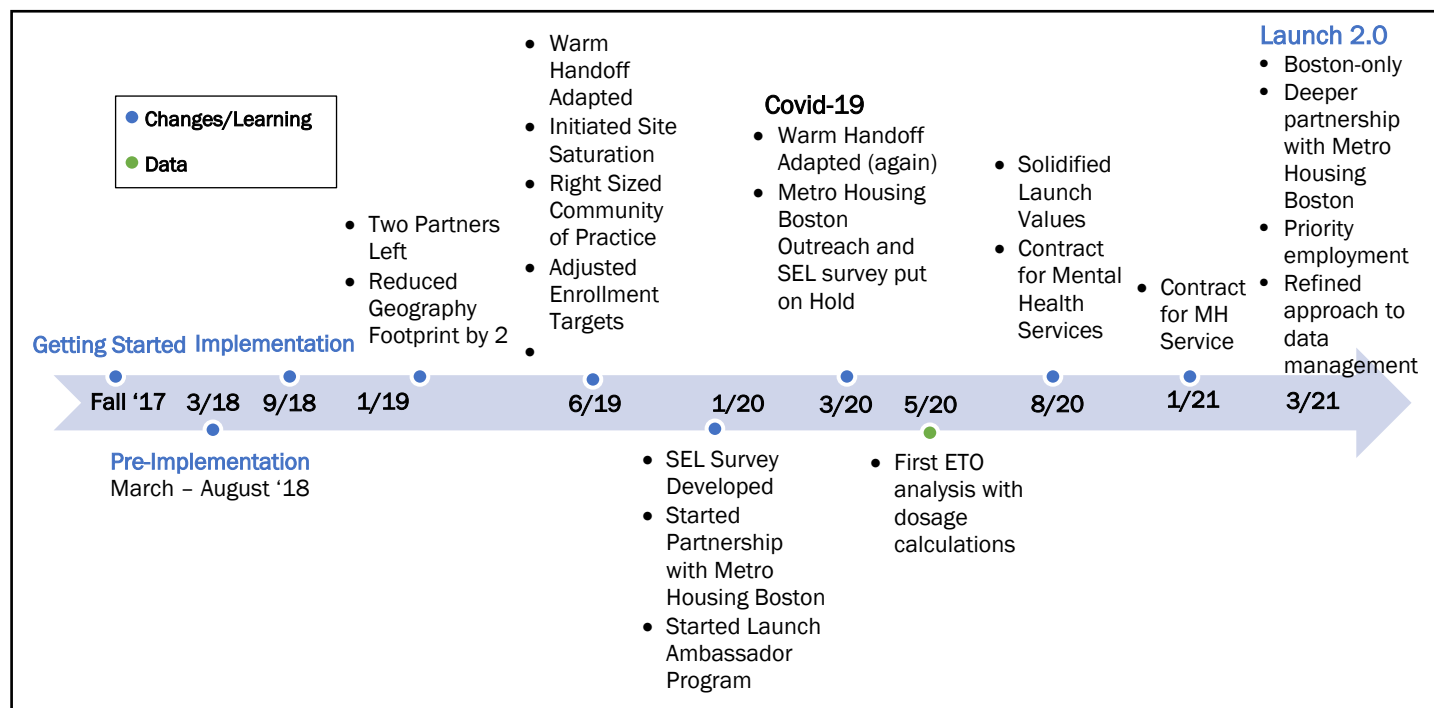 • Changes/Learning
• Data
Getting Started
Implementation
• Two Partners
Left
• Reduced
Geography
Footprint by 2
• Warm
Handoff
Adapted
• Initiated Site
Saturation
• Right Sized
Community
of Practice
• Adjusted
Enrollment
Targets
•
Covid-19
• Warm Handoff
Adapted (again)
• Metro Housing
Boston
Outreach and
SEL survey put
on Hold
• Solidified
Launch
Values
• Contract
for Mental
Health
Services
• Contract
for MH
Service
Launch 2.0
• Boston-only
• Deeper
partnership
with Metro
Housing
Boston
• Priority
employment
• Refined
approach to
data
management
Fall ‘17
3/18
9/18
1/19
6/19
1/20
3/20
5/20
8/20
1/21
3/21
Pre-Implementation
March – August ‘18
• SEL Survey
Developed
• Started
Partnership
with Metro
Housing Boston
• Started Launch
Ambassador
Program
• First ETO
analysis with
dosage
calculations